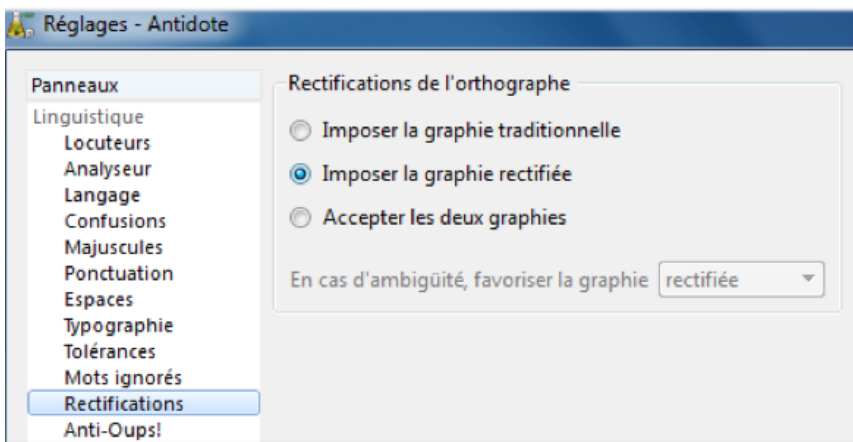 Réglages - Antidote
Panneaux
Linguistique
Locuteurs
Analyseur
Langage
Confusions
Majuscules
Ponctuation
Espaces
Typographie
Tolérances
Mots ignorés
Rectifications
Anti-Oups!
Rectifications de l'orthographe
Imposer la graphie traditionnelle
Imposer la graphie rectifiée
Accepter les deux graphies
En cas d'ambigüité, favoriser la graphie rectifiée